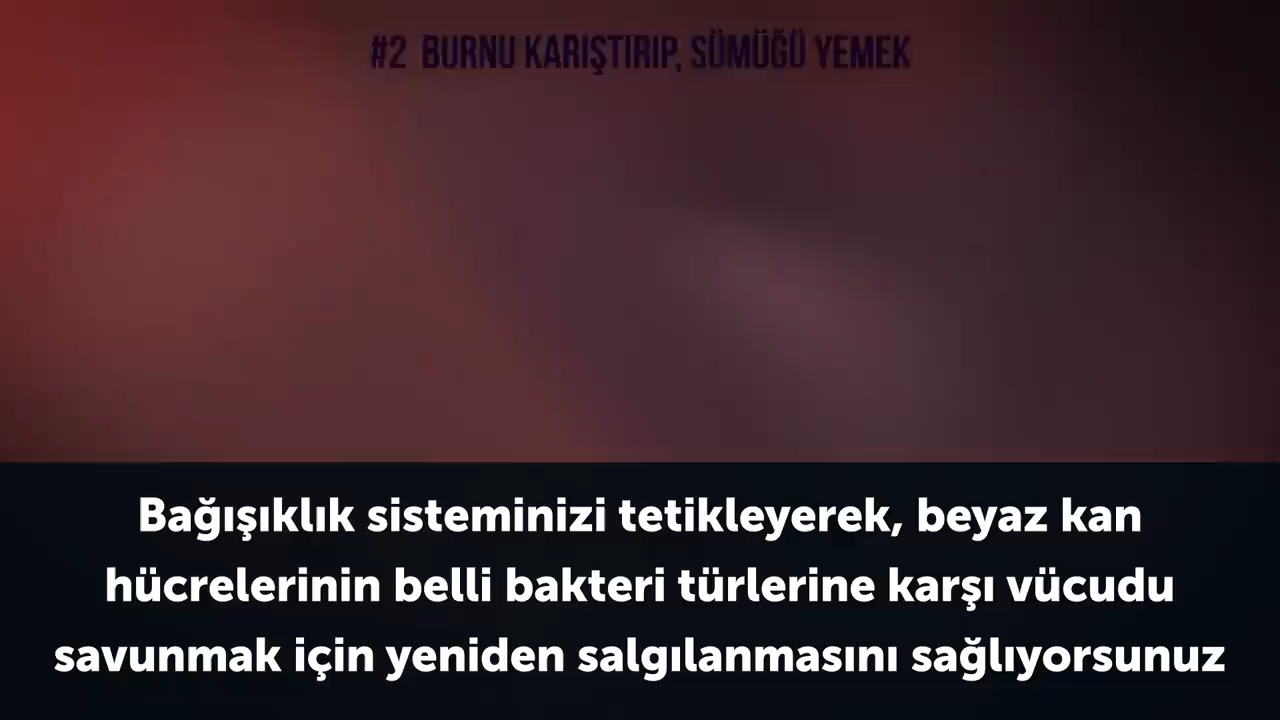 #2 BURNU KARIŞTIRIP, SÜMÜĞÜ YEMEK
Bağışıklık sisteminizi tetikleyerek, beyaz kan
hücrelerinin belli bakteri türlerine karşı vücudu
savunmak için yeniden salgılanmasını sağlıyorsunuz